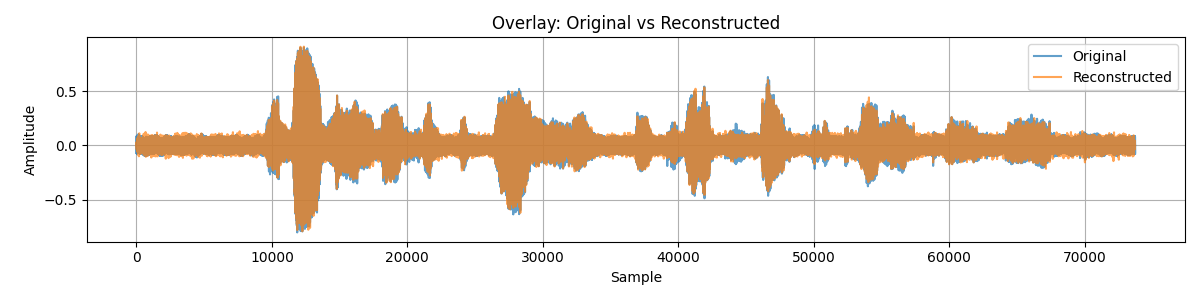 Overlay: Original vs Reconstructed
Original
Reconstructed
Amplitude
0.5
0.0
−0.5
0 10000 20000 30000 40000 50000 60000 70000
Sample